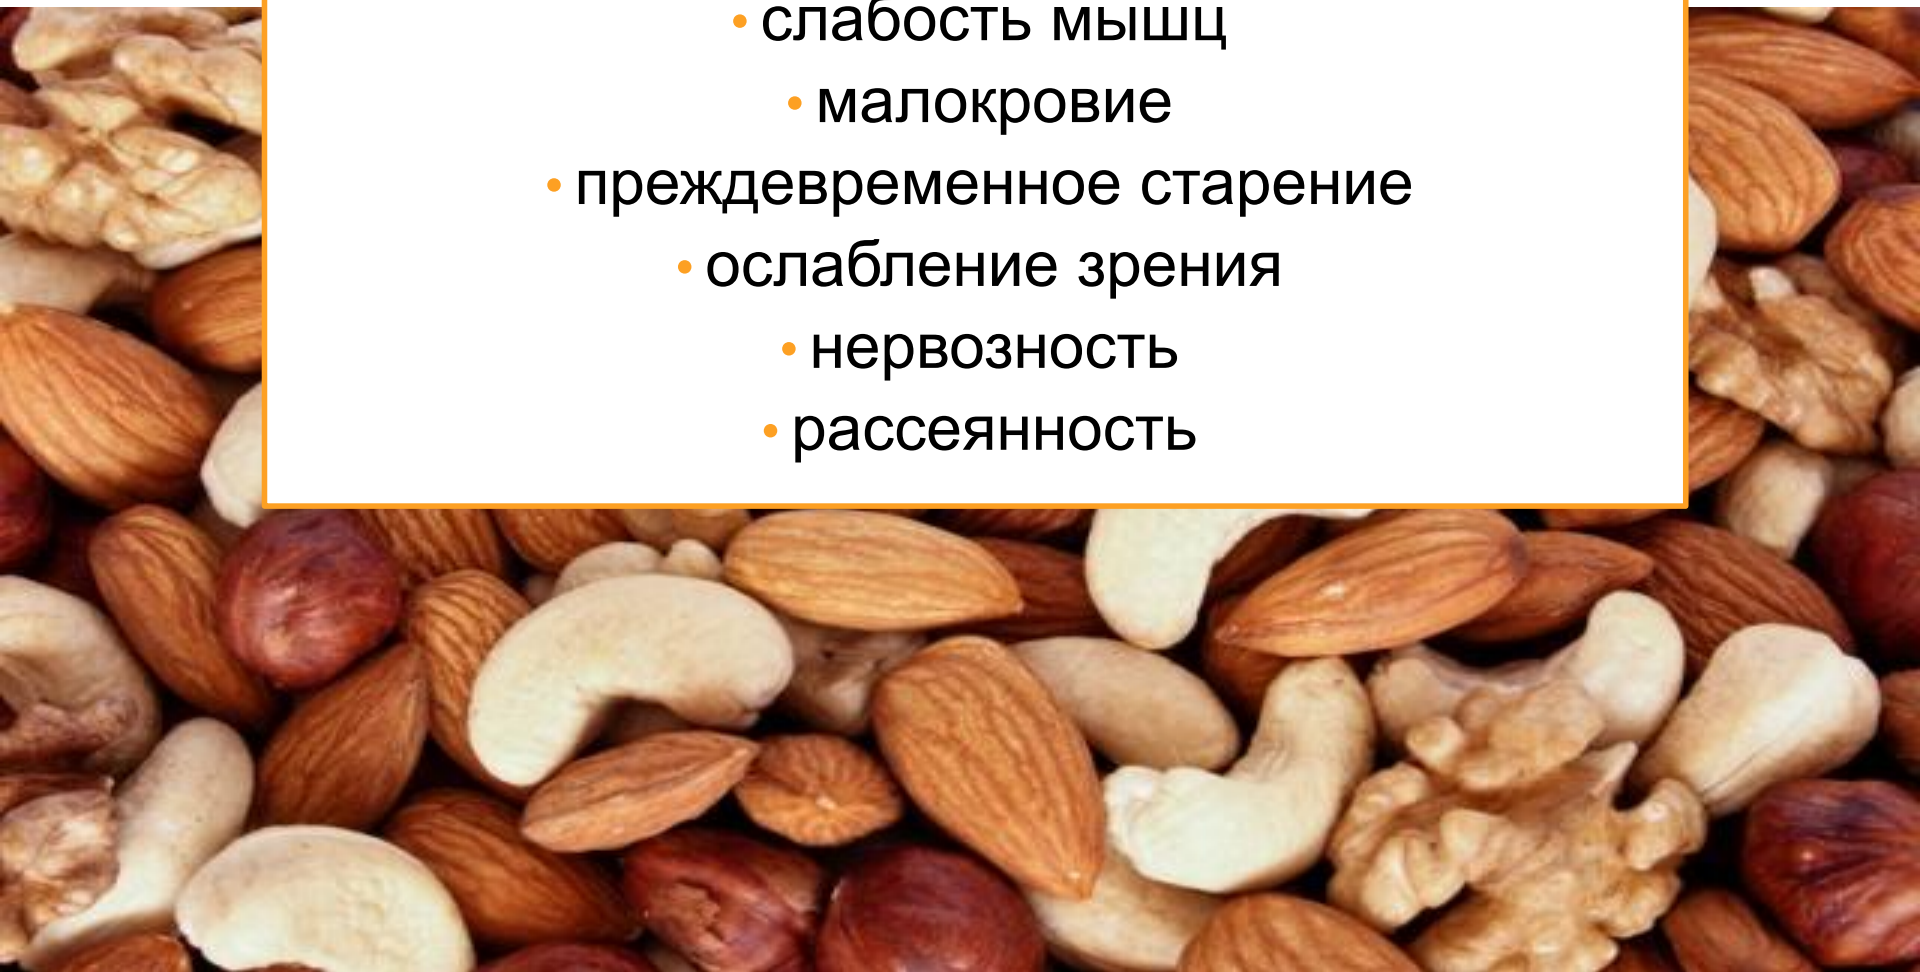 • слабость мышц
• малокровие
• преждевременное старение
• ослабление зрения
• нервозность
• рассеянность